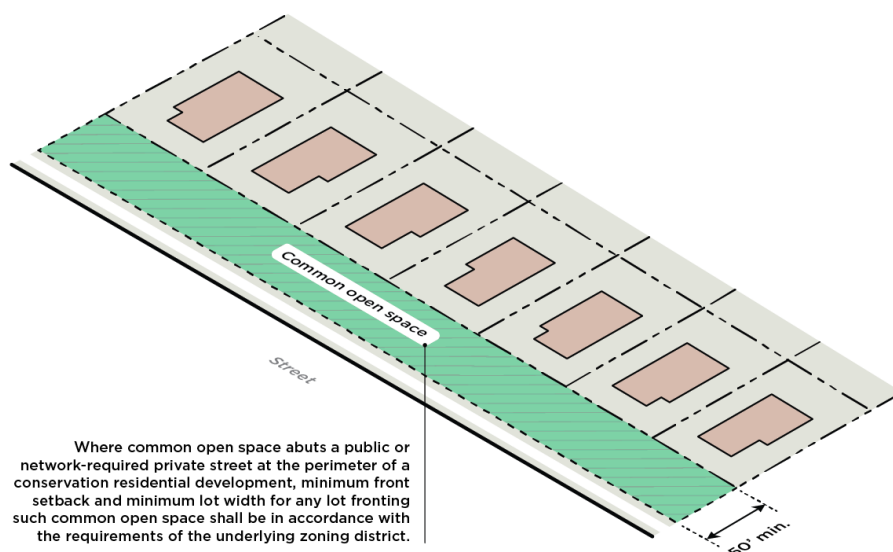 Common open space
Street
Where common open space abuts a public or
network-required private street at the perimeter of a
conservation residential development, minimum front
setback and minimum lot width for any lot fronting
such common open space shall be in accordance with
the requirements of the underlying zoning district.
50' min.